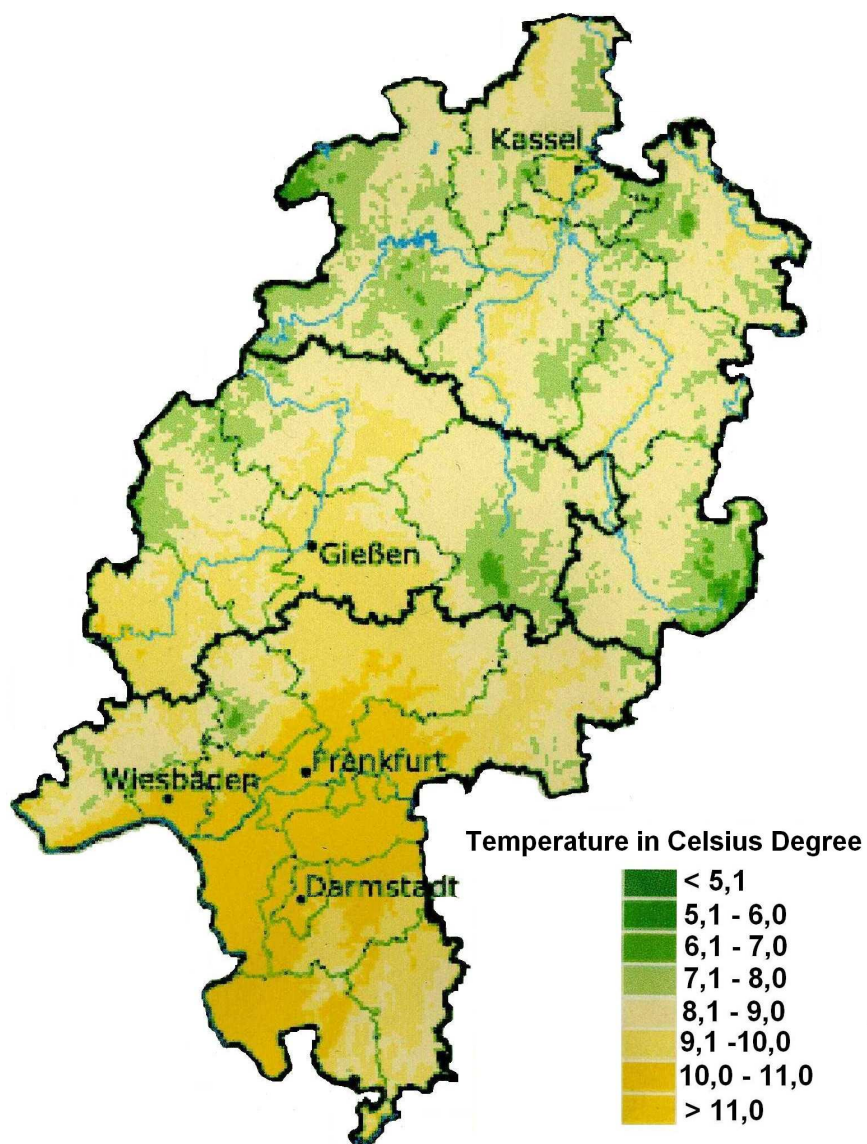 Kassel
Gießen
Frankfurt
Wiesbaden
Darmstadt
Temperature in Celsius Degree
< 5,1
5,1 - 6,0
6,1 - 7,0
7,1 - 8,0
8,1 - 9,0
9,1 -10,0
10,0 - 11,0
> 11,0